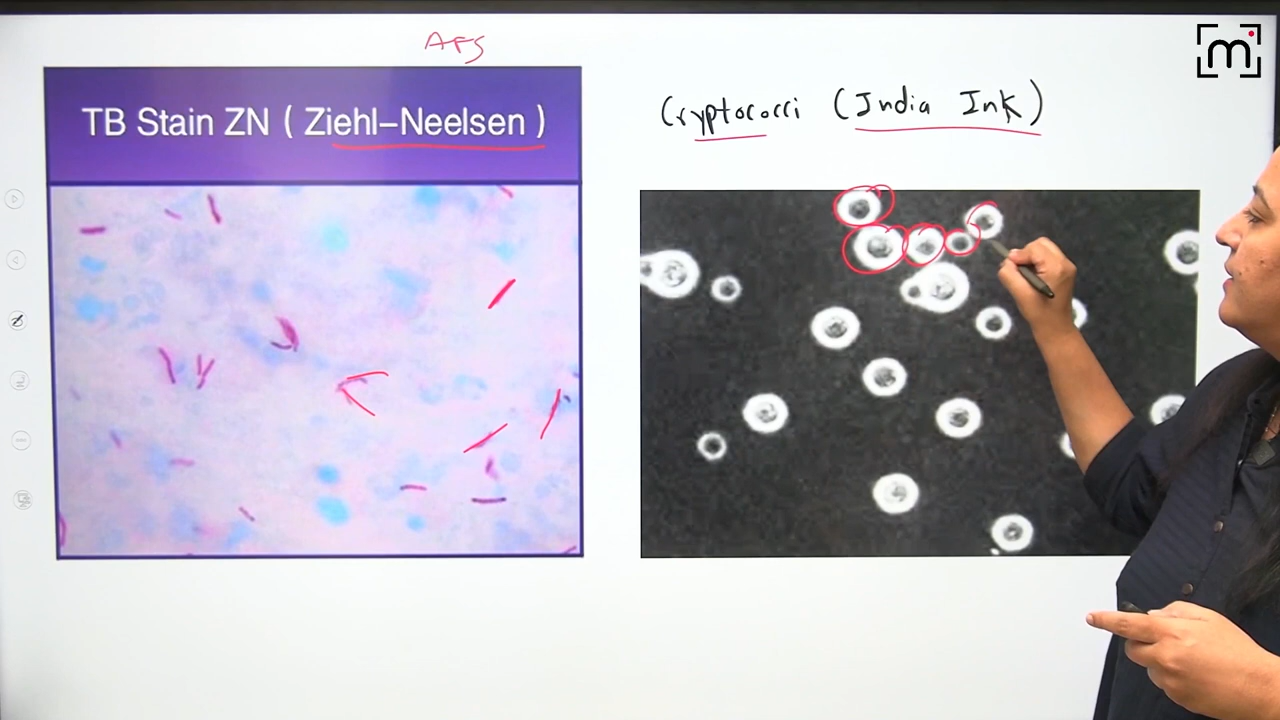 AFS
TB Stain ZN ( Ziehl-Neelsen )
Cryptococci (India Ink)
m